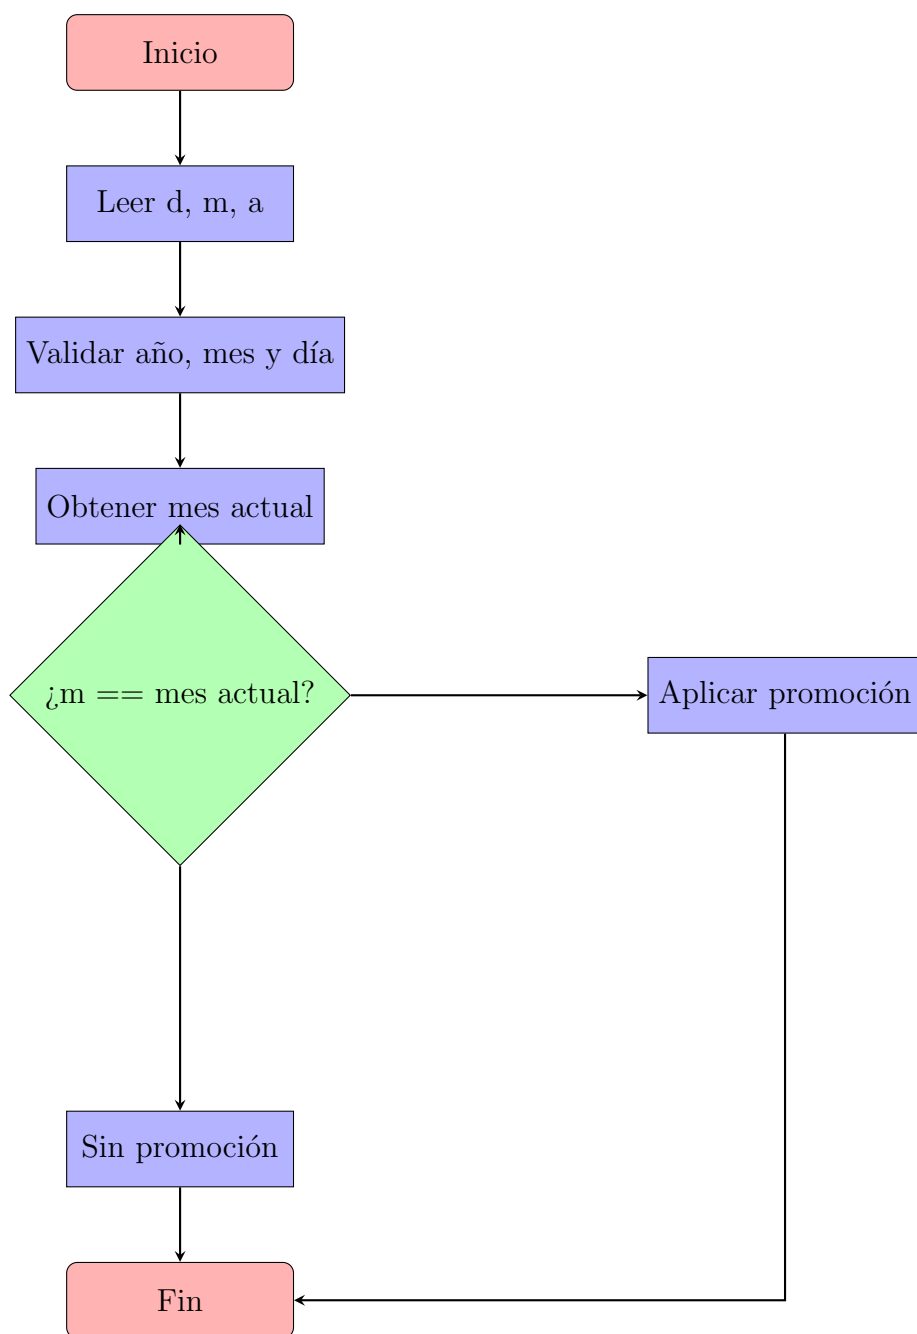 Inicio
Leer d, m, a
Validar año, mes y día
Obtener mes actual
¿m == mes actual?
Aplicar promoción
Sin promoción
Fin